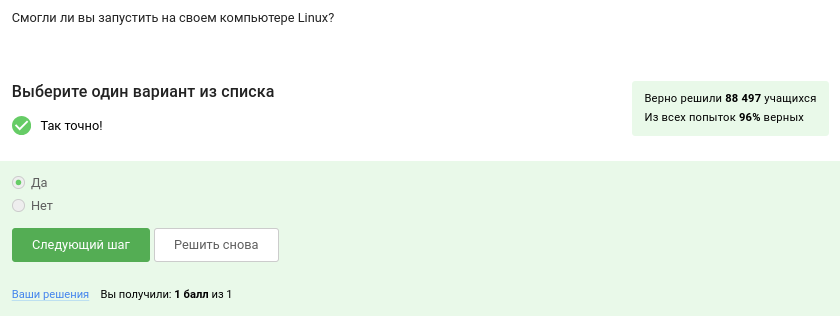 Смогли ли вы запустить на своем компьютере Linux?
Выберите один вариант из списка
Верно решили 88 497 учащихся
Из всех попыток 96% верных
Так точно!
Да
Нет
Следующий шаг
Решить снова
Ваши решения Вы получили: 1 балл из 1